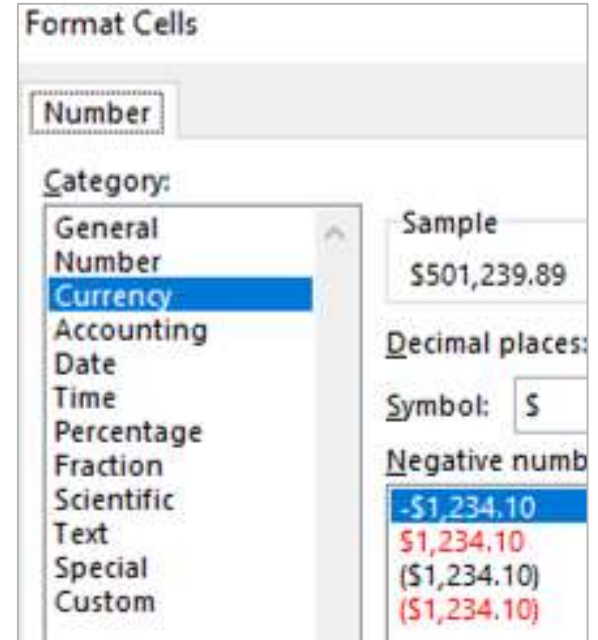 Format Cells
Number
Category:
General
Number
Currency
Accounting
Date
Time
Percentage
Fraction
Scientific
Text
Special
Custom
Sample
$501,239.89
Decimal places:
Symbol: $
Negative numb
-$1,234.10
$1,234.10
($1,234.10)
($1,234.10)